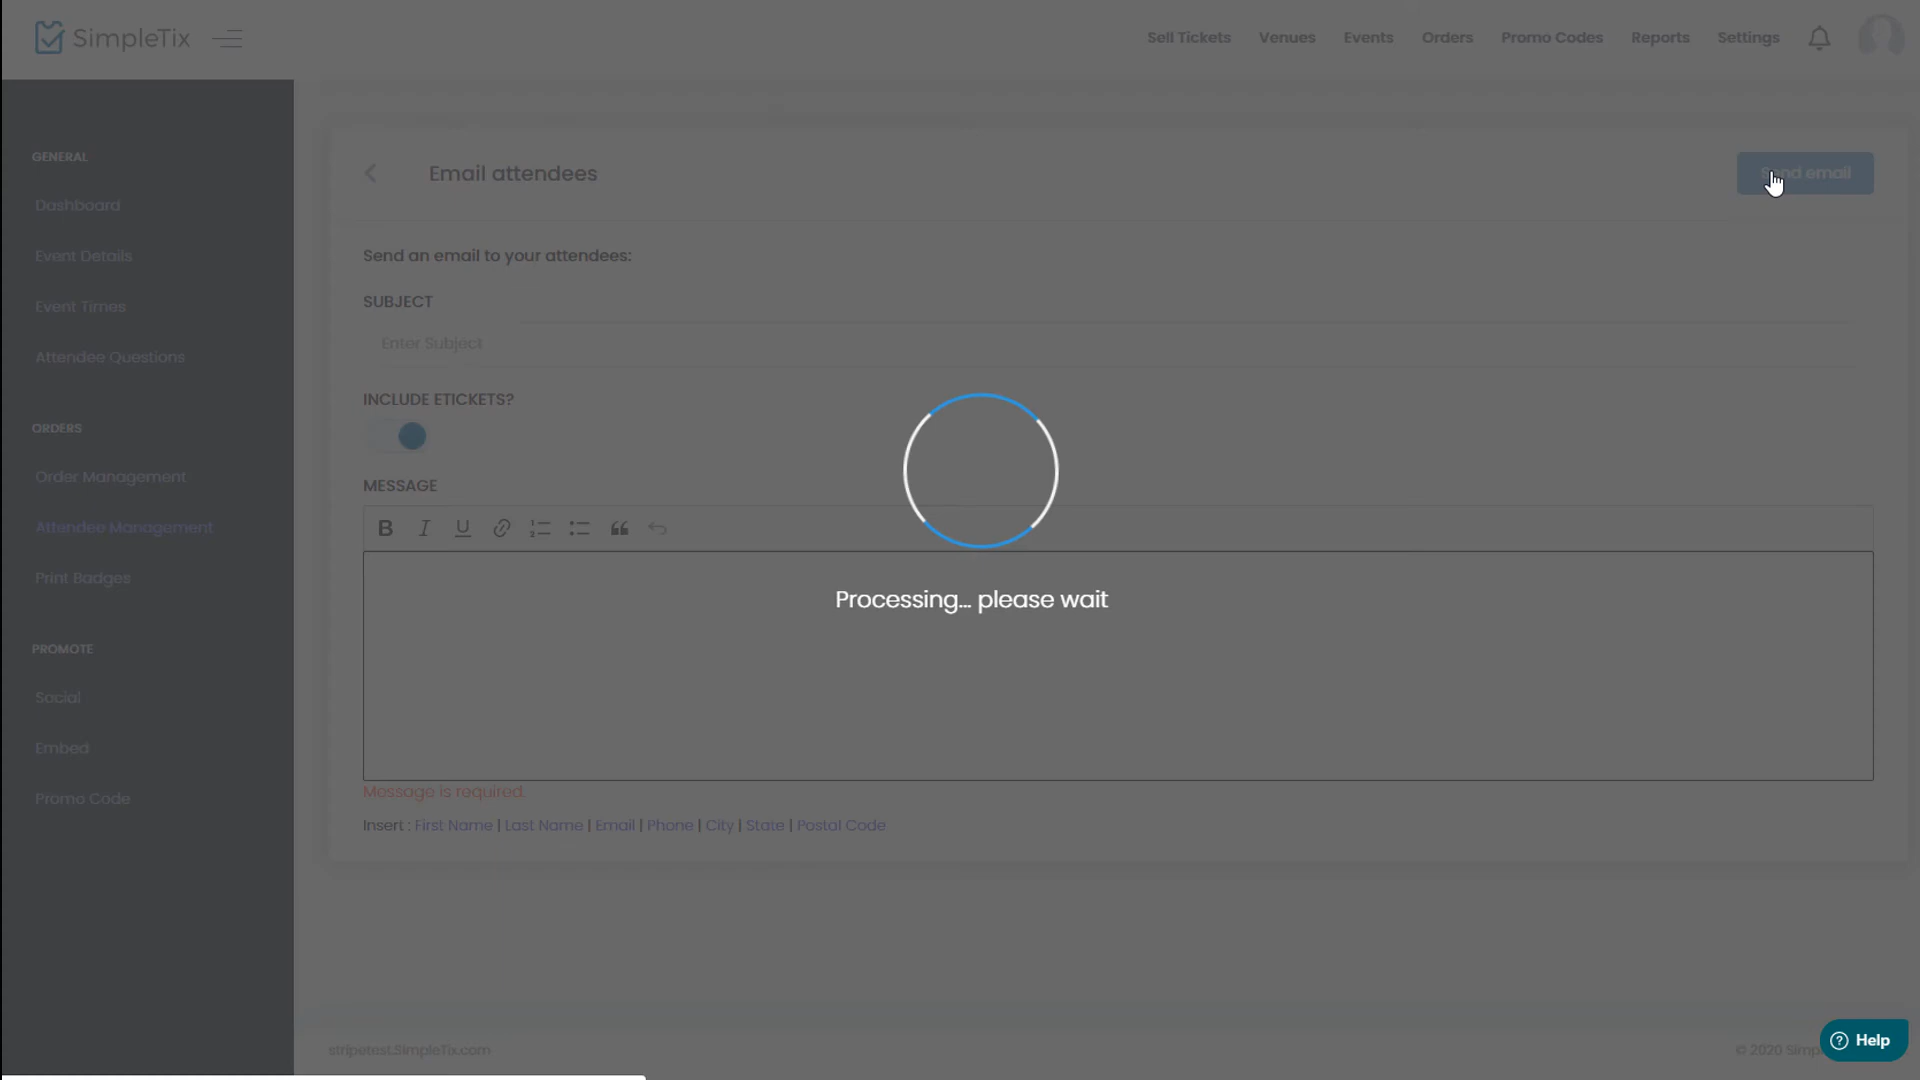 SimpleTix
Sell Tickets Venues Events Orders Promo Codes Reports Settings
GENERAL
Dashboard
Event Details
Event Times
Attendee Questions
ORDERS
Order Management
Attendee Management
Print Badges
PROMOTE
Social
Embed
Promo Code
Email attendees
Send email
Send an email to your attendees:
SUBJECT
Enter Subject
INCLUDE ETICKETS?
MESSAGE
B I U
Processing... please wait
Message is required.
Insert : First Name | Last Name | Email | Phone | City | State | Postal Code
stripetest.SimpleTix.com
© 2020
Help